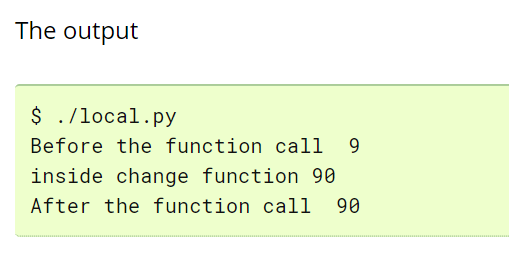 The output
$ ./local.py
Before the function call  9
inside change function 90
After the function call  90